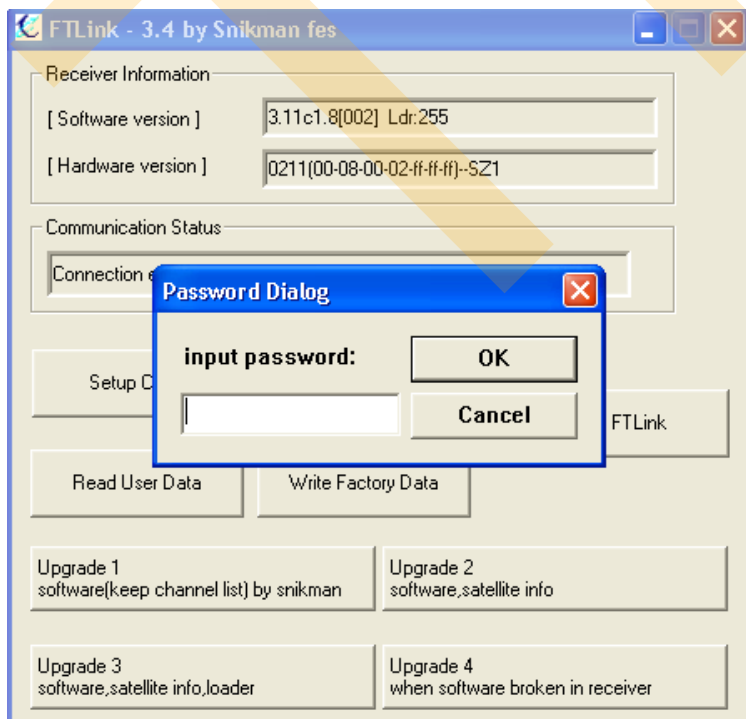 FTLink - 3.4 by Snikman fes
Receiver Information
[ Software version ]
3.11c1.8[002] Ldr:255
[ Hardware version ]
0211(00-08-00-02-ff-ff-ff)--SZ1
Communication Status
Connection
Password Dialog
input password:
OK
Cancel
Setup
FTLink
Read User Data
Write Factory Data
Upgrade 1
software(keep channel list) by snikman
Upgrade 2
software,satellite info
Upgrade 3
software,satellite info,loader
Upgrade 4
when software broken in receiver